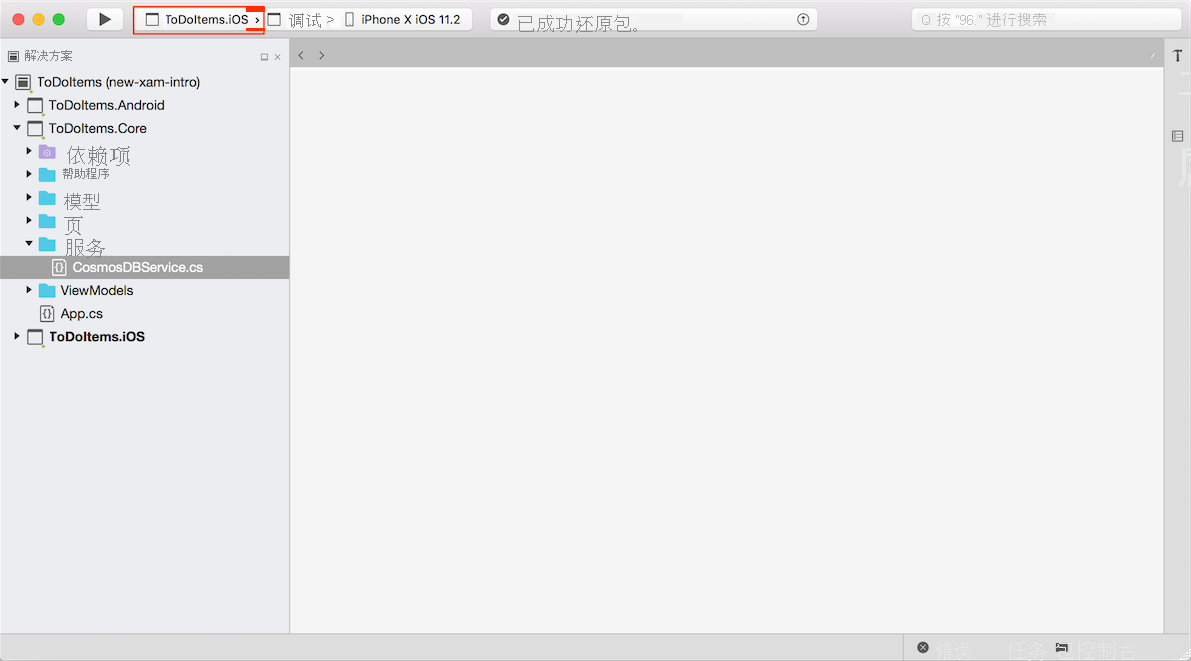 ToDoItems.iOS › 调试 > iPhone X iOS 11.2
已成功还原包。
按 "96." 进行搜索
解决方案
ToDoItems (new-xam-intro)
ToDoItems.Android
ToDoItems.Core
依赖项
帮助程序
模型
页
服务
CosmosDBService.cs
ViewModels
App.cs
ToDoItems.iOS
错误
任务
控制台